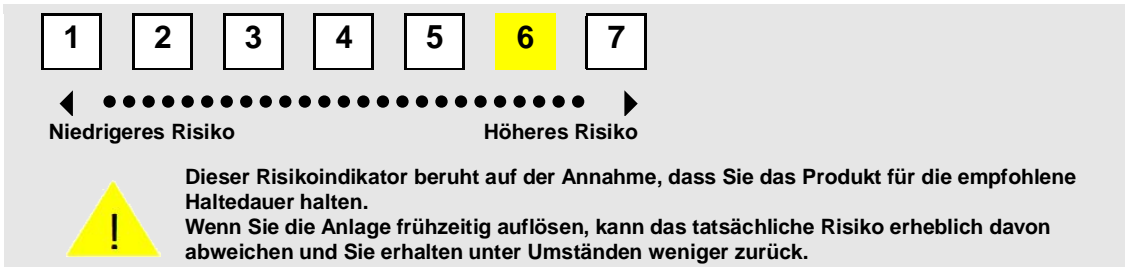 1 2 3 4 5 6 7
Niedrigeres Risiko Höheres Risiko
Dieser Risikoindikator beruht auf der Annahme, dass Sie das Produkt für die empfohlene
Haltedauer halten.
! Wenn Sie die Anlage frühzeitig auflösen, kann das tatsächliche Risiko erheblich davon
abweichen und Sie erhalten unter Umständen weniger zurück.